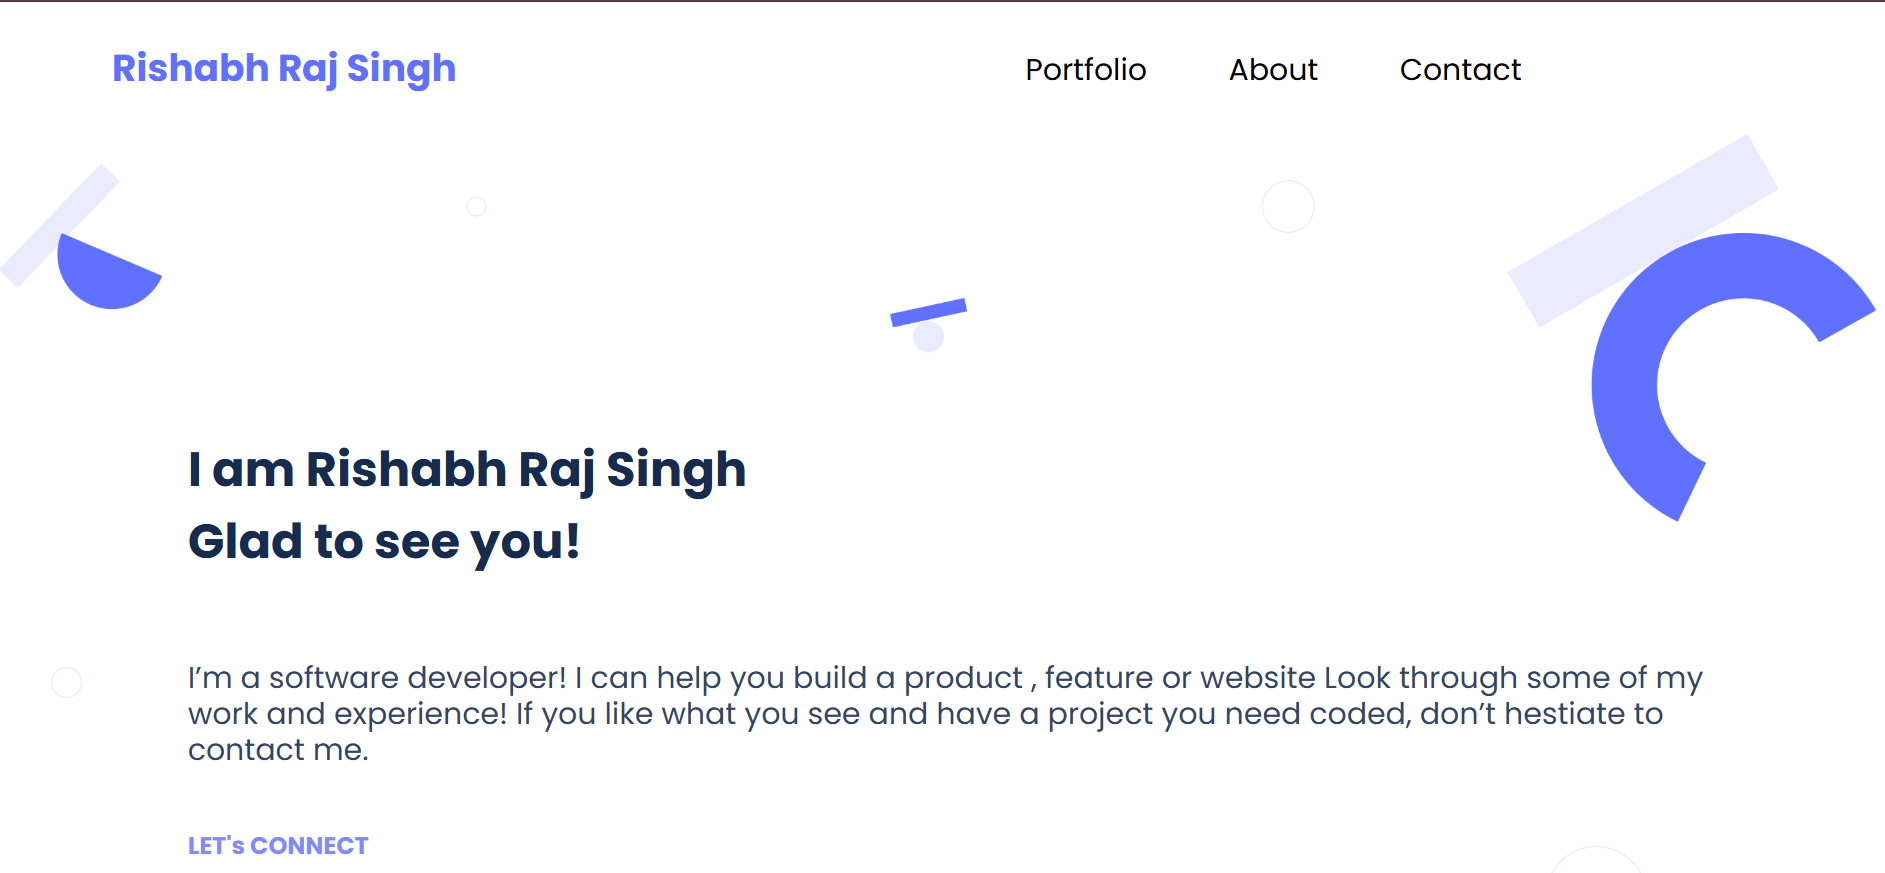 Rishabh Raj Singh
Portfolio About Contact
I am Rishabh Raj Singh
Glad to see you!
I’m a software developer! I can help you build a product , feature or website Look through some of my
work and experience! If you like what you see and have a project you need coded, don’t hestiate to
contact me.
LET's CONNECT